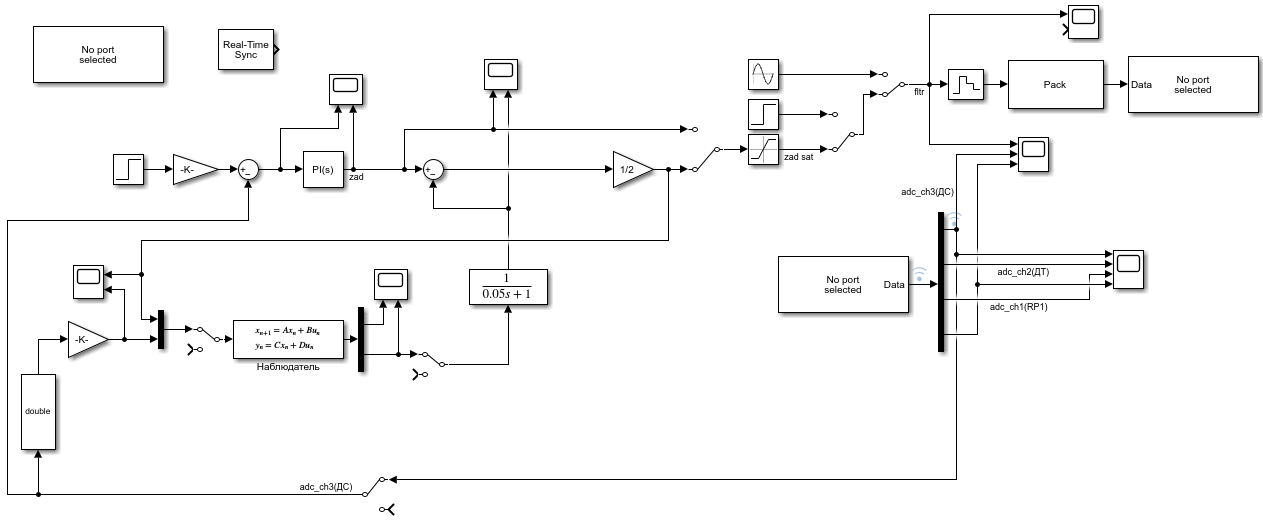 No port
selected
Real-Time
Sync
fltr
Pack
Data
No port
selected
-K-
+
-
PI(s)
zad
+
-
1/2
zad sat
adc_ch3(ДС)
No port
selected
Data
adc_ch2(ДТ)
adc_ch1(RP1)
1
0.05s + 1
-K-
xn+1 = Axn + Bun
yn = Cxn + Dun
Наблюдатель
double
adc_ch3(ДС)